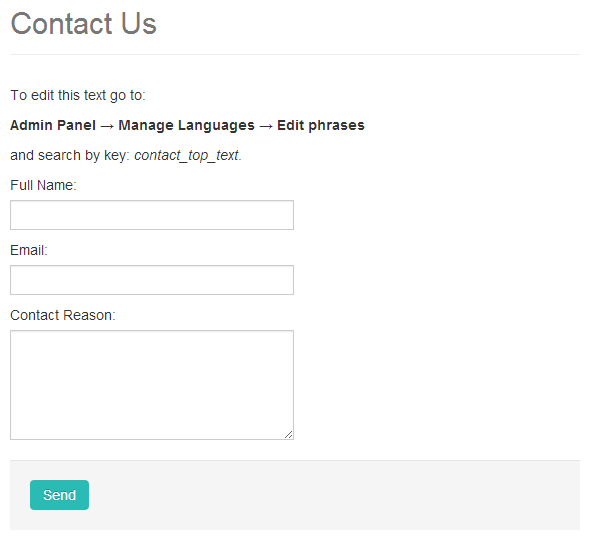 Contact Us
To edit this text go to:
Admin Panel → Manage Languages → Edit phrases
and search by key: contact_top_text.
Full Name:
Email:
Contact Reason:
Send